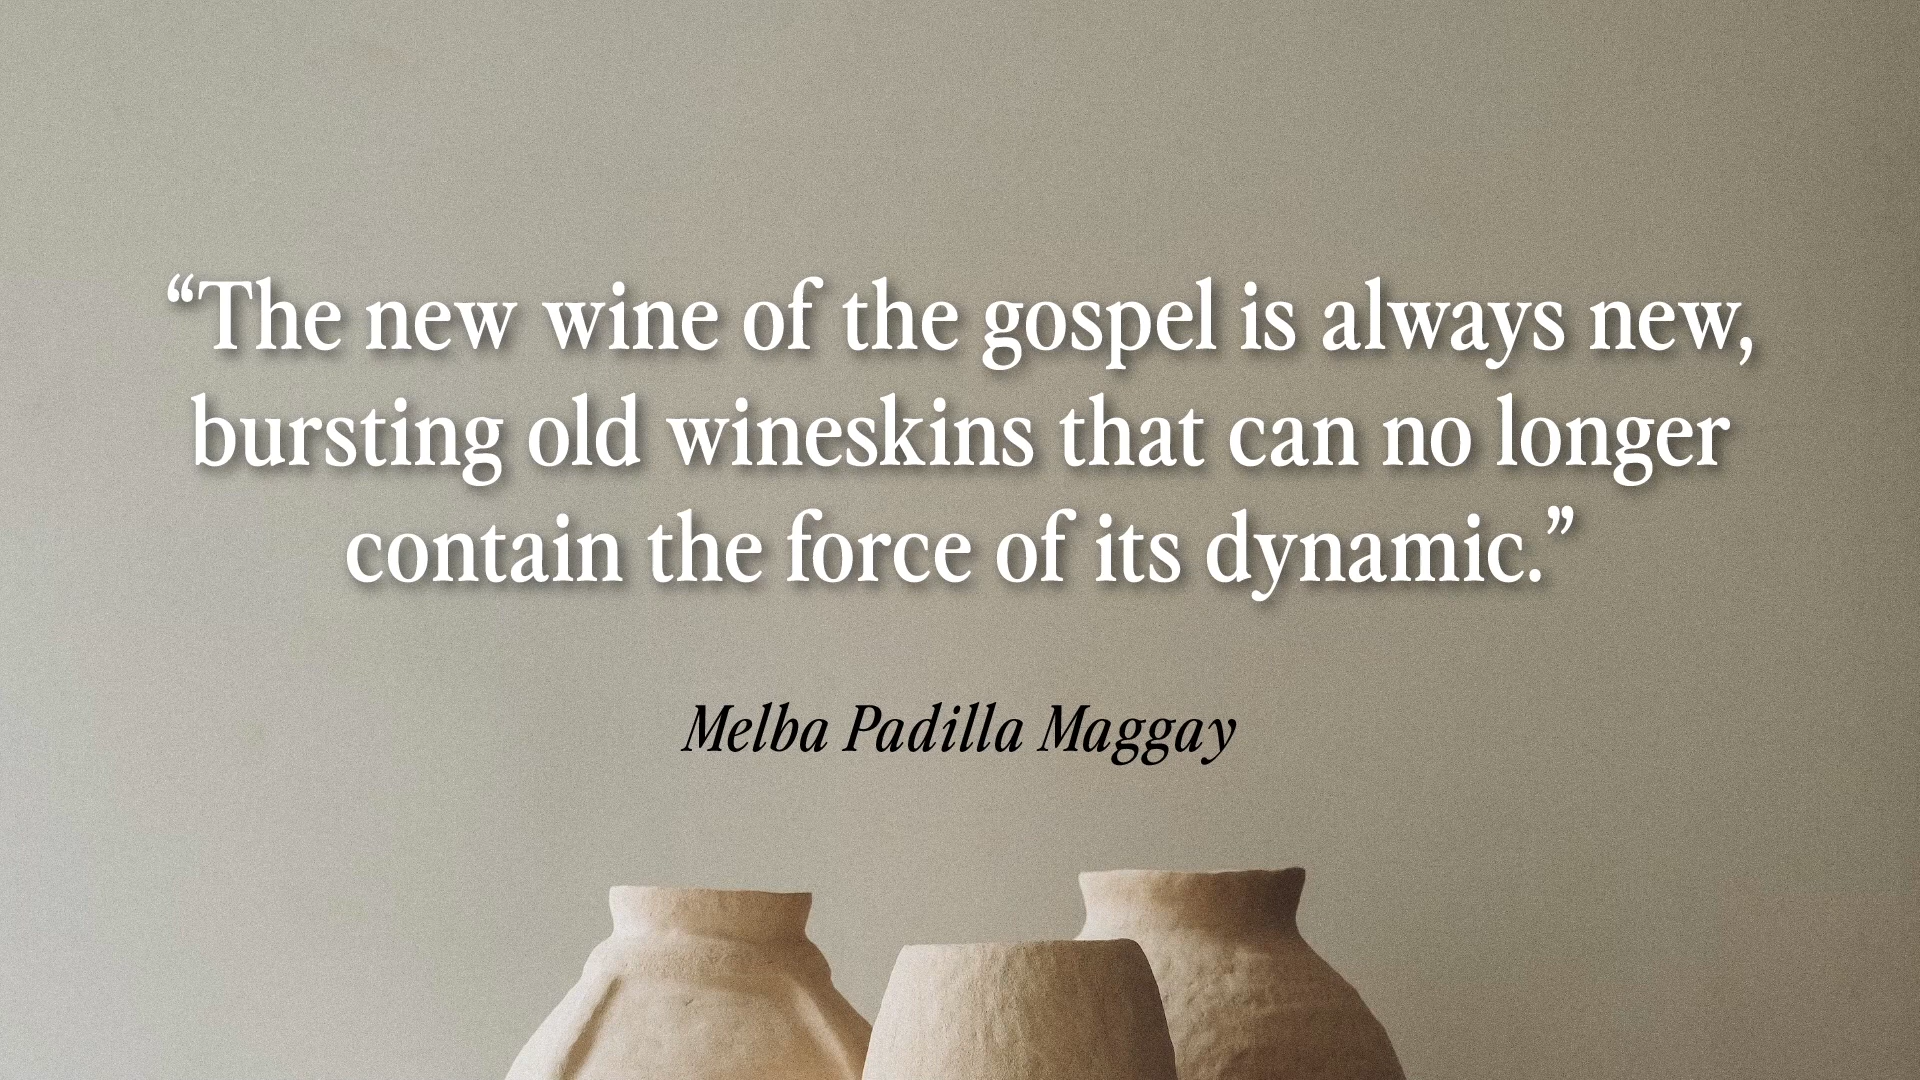 “The new wine of the gospel is always new,
bursting old wineskins that can no longer
contain the force of its dynamic.”
Melba Padilla Maggay